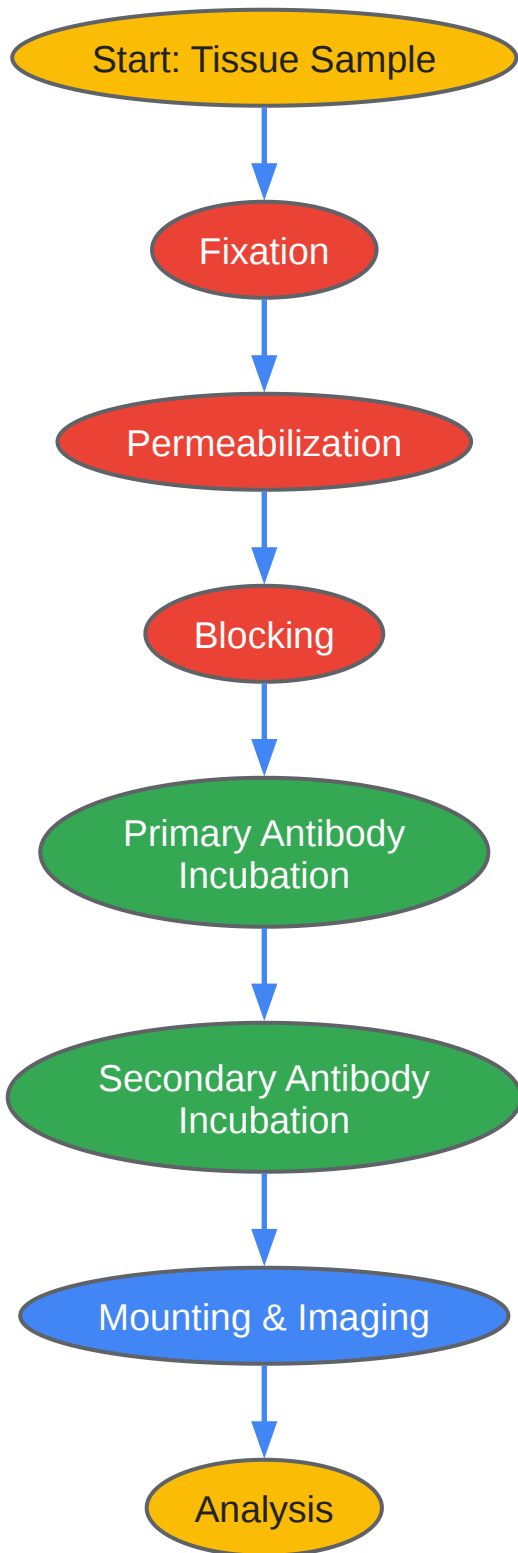 Start: Tissue Sample
Fixation
Permeabilization
Blocking
Primary Antibody
Incubation
Secondary Antibody
Incubation
Mounting & Imaging
Analysis